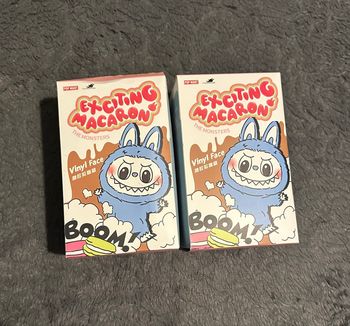 POP MART
EXCITING
MACARON
THE MONSTERS
Vinyl Face
BOOM!
POP MART
EXCITING
MACARON
THE MONSTERS
Vinyl Face
BOOM!